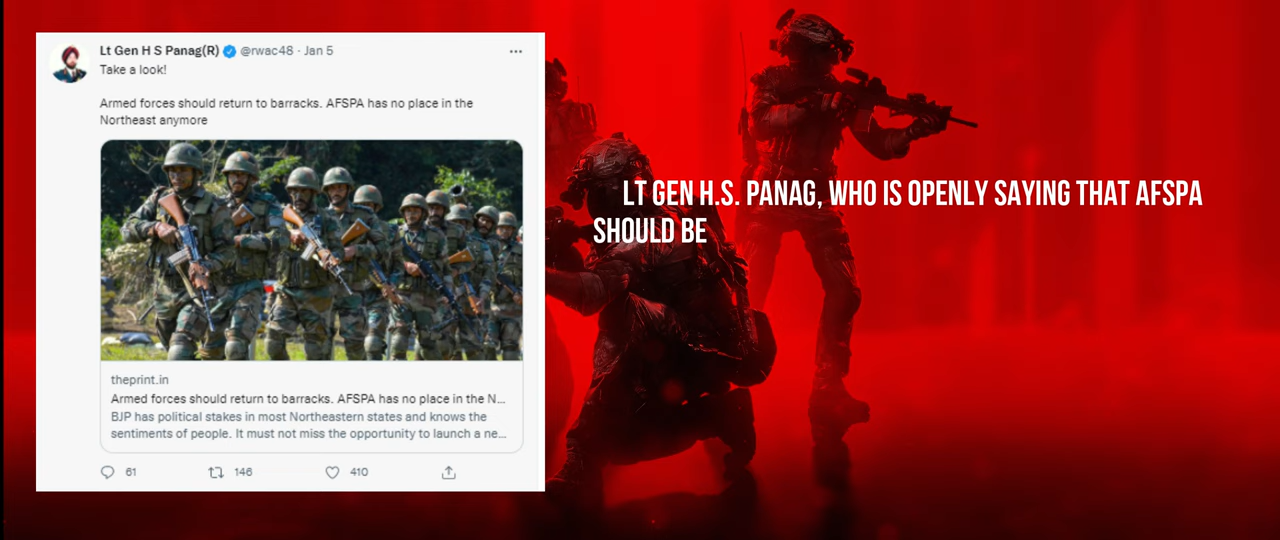 Lt Gen H S Panag(R) @rwac48 · Jan 5
Take a look!
Armed forces should return to barracks. AFSPA has no place in the
Northeast anymore
theprint.in
Armed forces should return to barracks. AFSPA has no place in the N...
BJP has political stakes in most Northeastern states and knows the
sentiments of people. It must not miss the opportunity to launch a ne...
61 146 410
LT GEN H.S. PANAG, WHO IS OPENLY SAYING THAT AFSPA
SHOULD BE